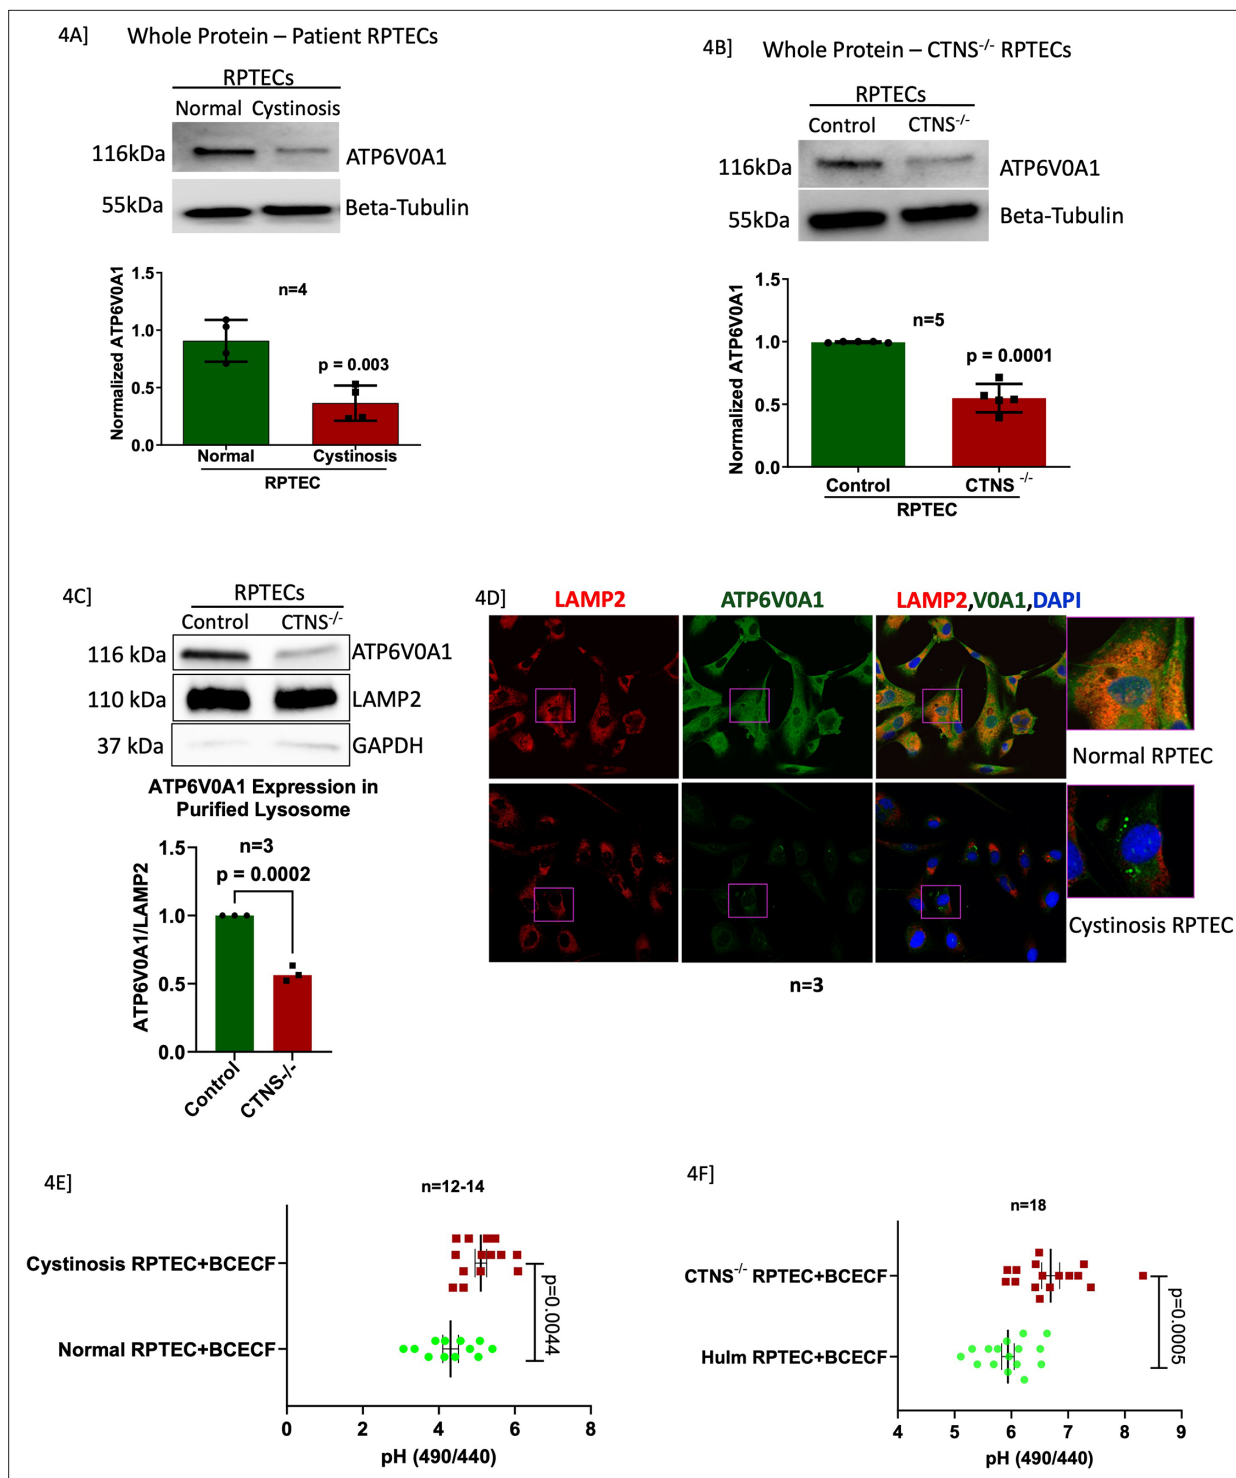 4A] Whole Protein – Patient RPTECs
RPTECs
Normal Cystinosis
116kDa ATP6V0A1
55kDa Beta-Tubulin
Normalized ATP6V0A1
1.5
1.0
0.5
0.0
n=4
p = 0.003
Normal Cystinosis
RPTEC
4B] Whole Protein – CTNS-/- RPTECs
RPTECs
Control CTNS-/-
116kDa ATP6V0A1
55kDa Beta-Tubulin
Normalized ATP6V0A1
1.5
1.0
0.5
0.0
n=5
p = 0.0001
Control CTNS -/-
RPTEC
4C] RPTECs
Control CTNS-/-
116 kDa ATP6V0A1
110 kDa LAMP2
37 kDa GAPDH
ATP6V0A1 Expression in
Purified Lysosome
n=3
p = 0.0002
ATP6V0A1/LAMP2
1.5
1.0
0.5
0.0
Control CTNS-/-
4D] LAMP2 ATP6V0A1 LAMP2,V0A1,DAPI
Normal RPTEC
Cystinosis RPTEC
n=3
4E]
n=12-14
Cystinosis RPTEC+BCECF
Normal RPTEC+BCECF
p=0.0044
0 2 4 6 8
pH (490/440)
4F]
n=18
CTNS-/- RPTEC+BCECF
Hulm RPTEC+BCECF
p=0.0005
4 5 6 7 8 9
pH (490/440)